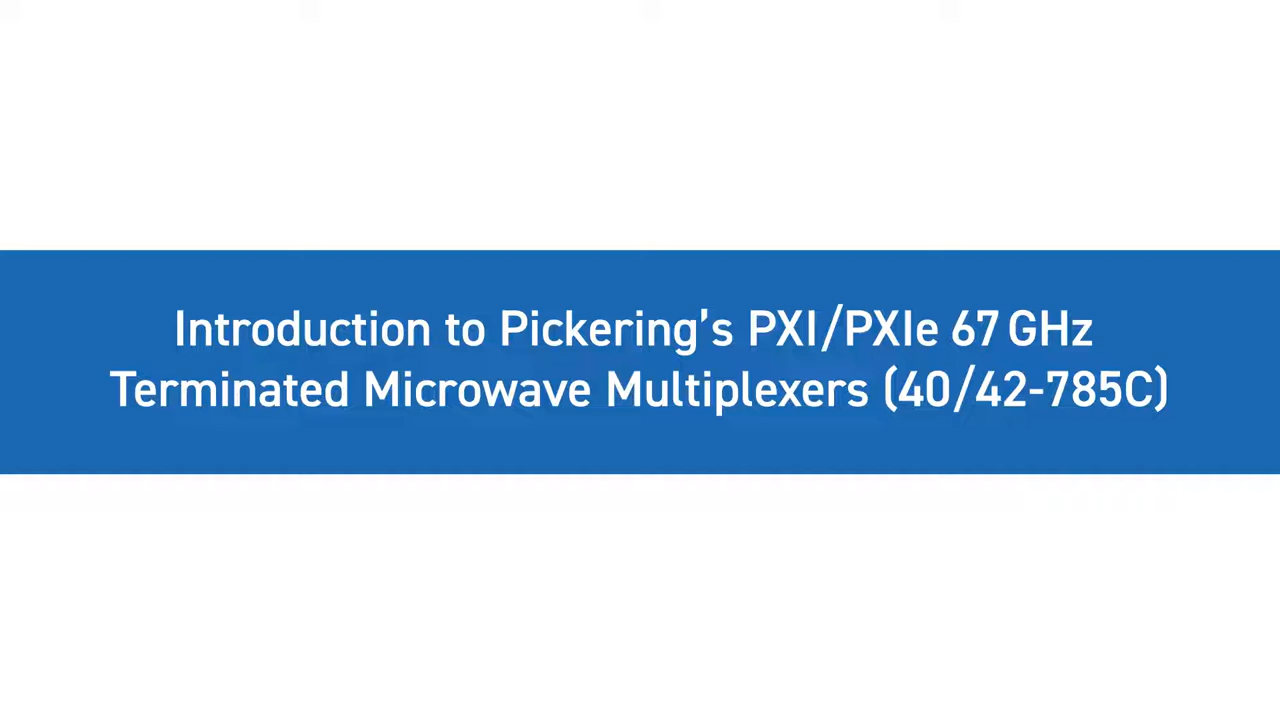 Introduction to Pickering’s PXI/PXIe 67 GHz
Terminated Microwave Multiplexers (40/42-785C)